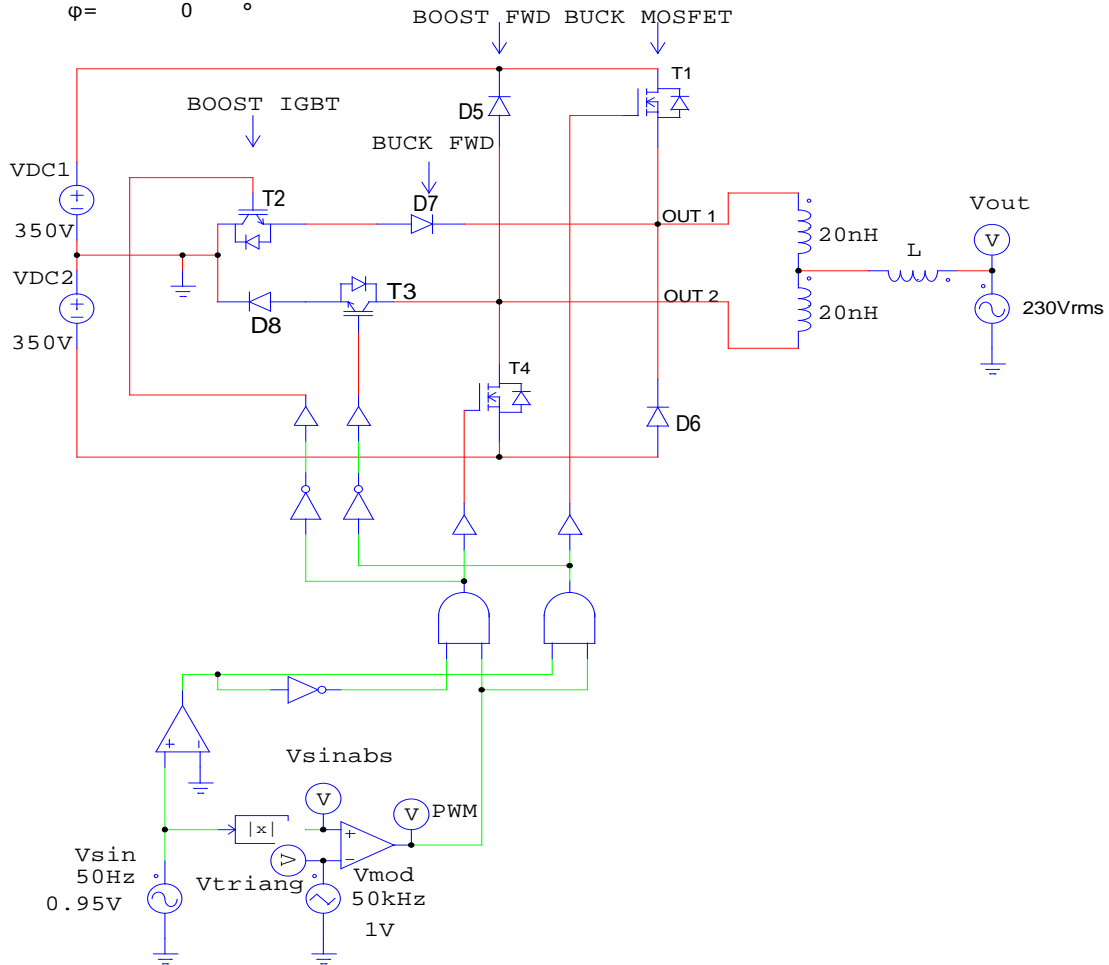 φ= 0 °
BOOST FWD BUCK MOSFET
T1
D5
BOOST IGBT
BUCK FWD
VDC1
T2
D7
Vout
OUT 1
350V
20nH
L
V
VDC2
T3
OUT 2
20nH
230Vrms
D8
350V
T4
D6
+ -
Vsinabs
V
V
PWM
|x|
+
Vsin
V
-
50Hz
Vtriang
Vmod
0.95V
50kHz
1V